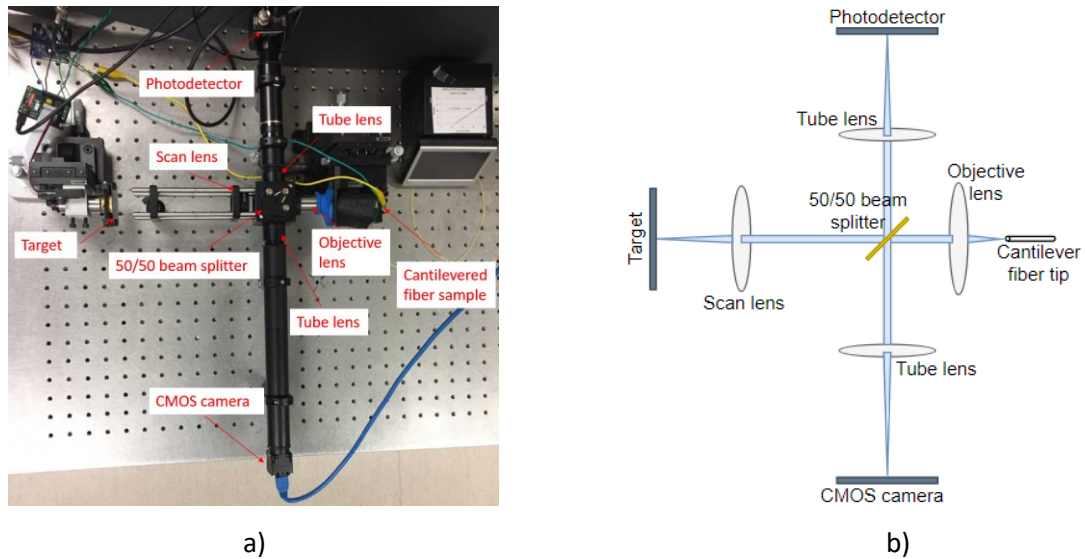 Photodetector
Tube lens
Scan lens
Target
50/50 beam splitter
Objective
lens
Cantilevered
fiber sample
Tube lens
CMOS camera
a)
Photodetector
Tube lens
Objective
lens
50/50 beam
splitter
Target
Scan lens
Cantilever
fiber tip
Tube lens
CMOS camera
b)